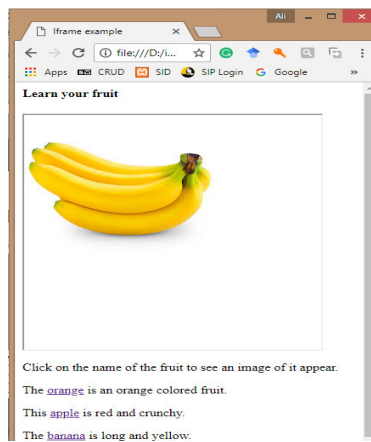 Ali
Iframe example
file:///D:/i...
Apps CRUD SID SIP Login Google »
Learn your fruit
Click on the name of the fruit to see an image of it appear.
The orange is an orange colored fruit.
This apple is red and crunchy.
The banana is long and yellow.